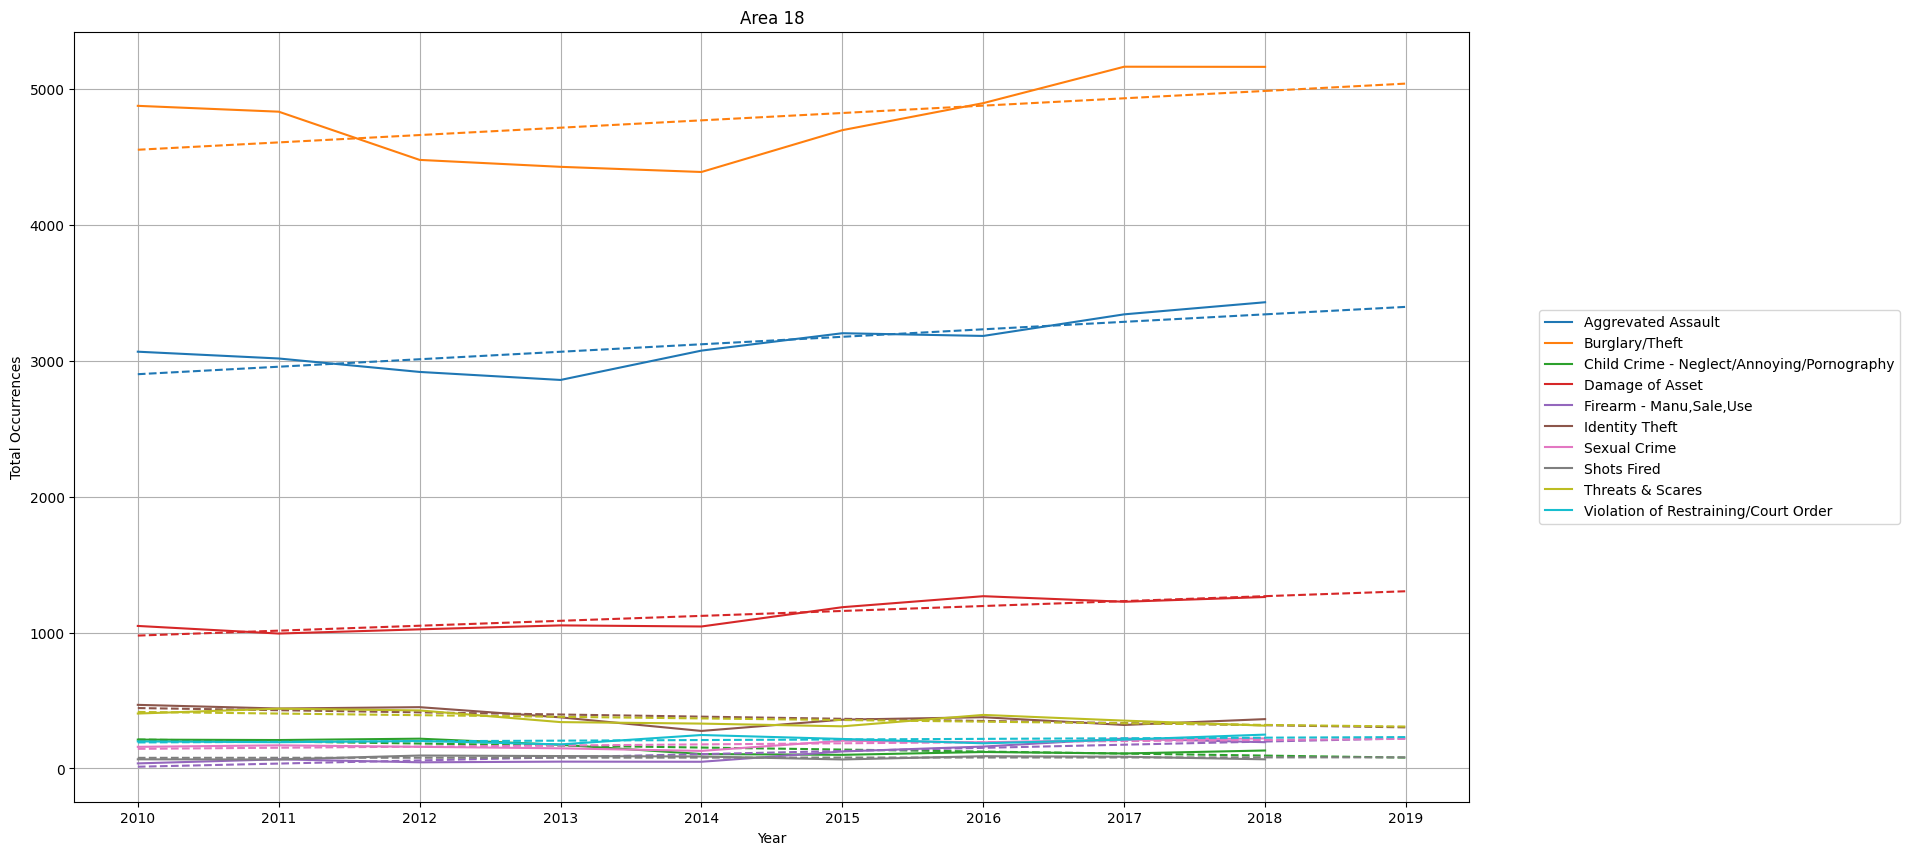 Area 18
Total Occurrences
5000
4000
3000
2000
1000
0
2010 2011 2012 2013 2014 2015 2016 2017 2018 2019
Year
Aggrevated Assault
Burglary/Theft
Child Crime - Neglect/Annoying/Pornography
Damage of Asset
Firearm - Manu,Sale,Use
Identity Theft
Sexual Crime
Shots Fired
Threats & Scares
Violation of Restraining/Court Order